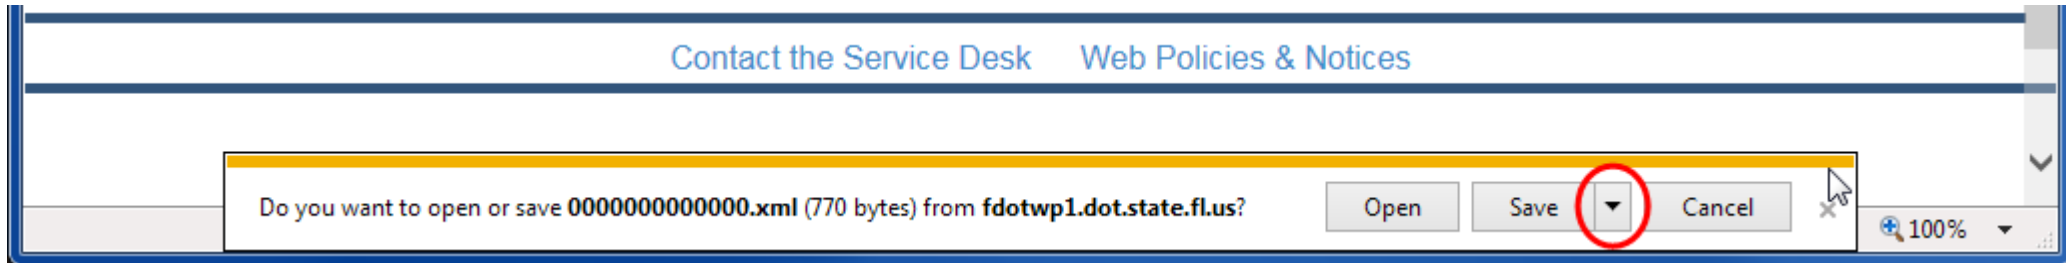 Contact the Service Desk Web Policies & Notices
Do you want to open or save 0000000000000.xml (770 bytes) from fdotwp1.dot.state.fl.us? Open Save Cancel
100%